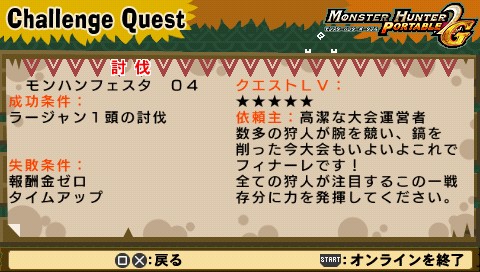 Challenge Quest
MONSTER HUNTER
PORTABLE 2nd G
討伐
モンハンフェスタ 04
成功条件：
ラージャン1頭の討伐
失敗条件：
報酬金ゼロ
タイムアップ
クエストLV：
★★★★★
依頼主：高潔な大会運営者
数多の狩人が腕を競い、鎬を
削った今大会もいよいよこれで
フィナーレです！
全ての狩人が注目するこの一戦
存分に力を発揮してください。
□×:戻る
START:オンラインを終了